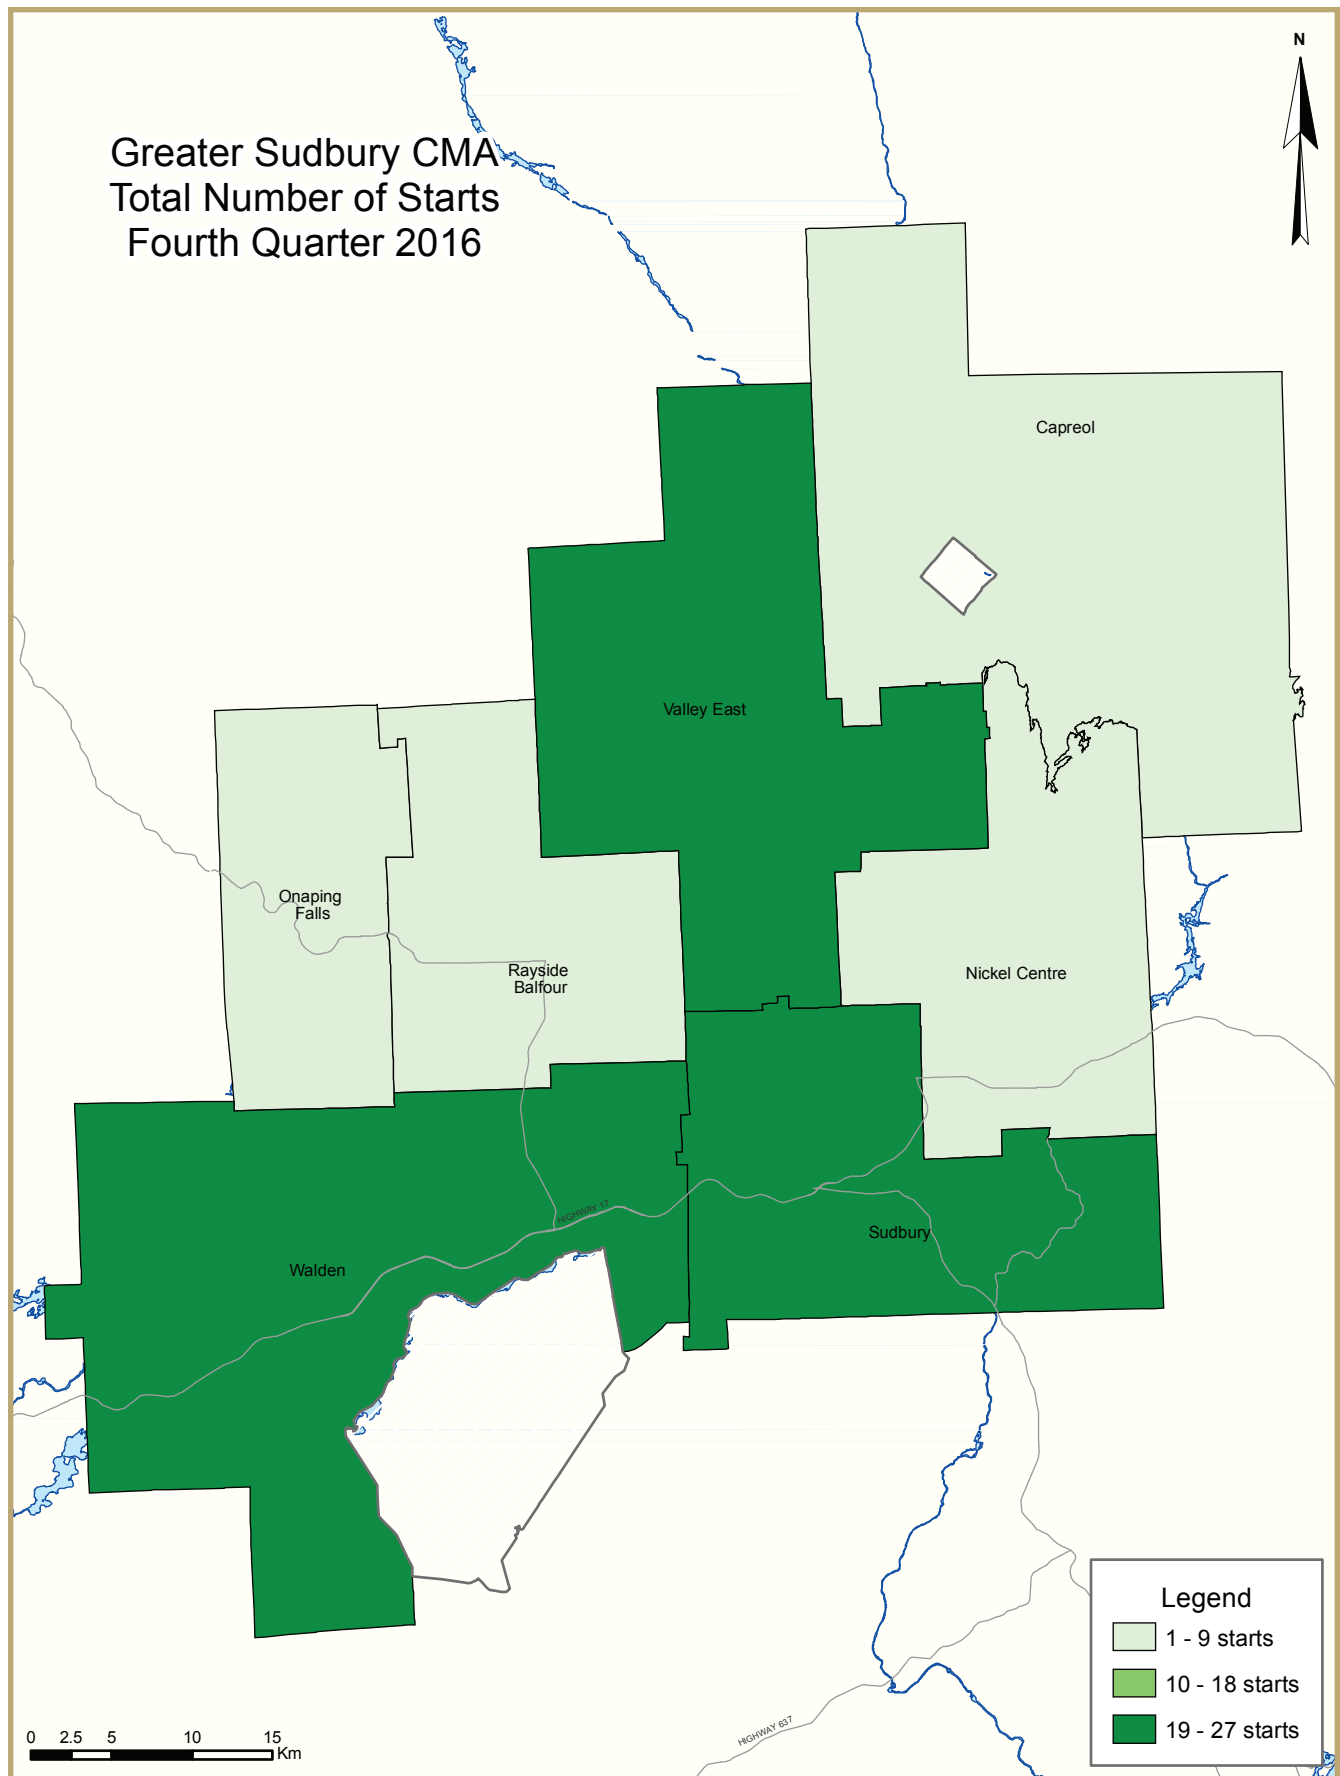 N
Greater Sudbury CMA
Total Number of Starts
Fourth Quarter 2016
Capreol
Valley East
Onaping
Falls
Rayside
Balfour
Nickel Centre
HIGHWAY 17
Sudbury
Walden
Legend
1 - 9 starts
10 - 18 starts
19 - 27 starts
HIGHWAY 637
0 2.5 5 10 15
Km